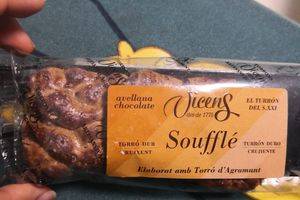 avellana
chocolate
Vicens
des de 1775
EL TURRÓN
DEL S.XXI
Soufflé
TORRÓ DUR
CRUIXENT
TURRÓN DURO
CRUJIENTE
Elaborat amb Torró d'Agramunt